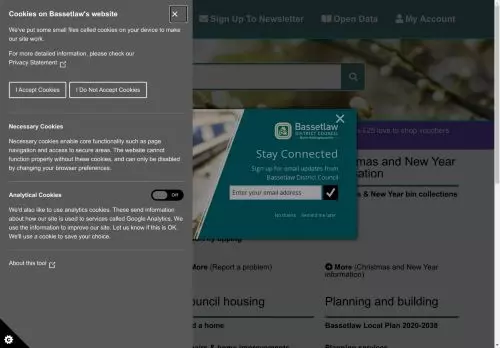 Cookies on Bassetlaw's website
We've put some small files called cookies on your device to make our site work.
For more detailed information, please check our
Privacy Statement
I Accept Cookies
I Do Not Accept Cookies
Necessary Cookies
Necessary cookies enable core functionality such as page navigation and access to secure areas. The website cannot function properly without these cookies, and can only be disabled by changing your browser preferences.
Analytical Cookies
Off
We'd also like to use analytics cookies. These send information about how our site is used to services called Google Analytics. We use the information to improve our site. Let us know if this is OK. We'll use a cookie to save your choice.
About this tool
Sign Up To Newsletter
Open Data
My Account
£25 love to shop vouchers
Bassetlaw
DISTRICT COUNCIL
Stay Connected
Sign up for email updates from
Bassetlaw District Council
Enter your email address
No thanks
Remind me later
and New Year
& New Year bin collections
tipping
More (Report a problem)
More (Christmas and New Year
information)
housing
Planning and building
a home
Bassetlaw Local Plan 2020-2038
& home improvements
Planning services